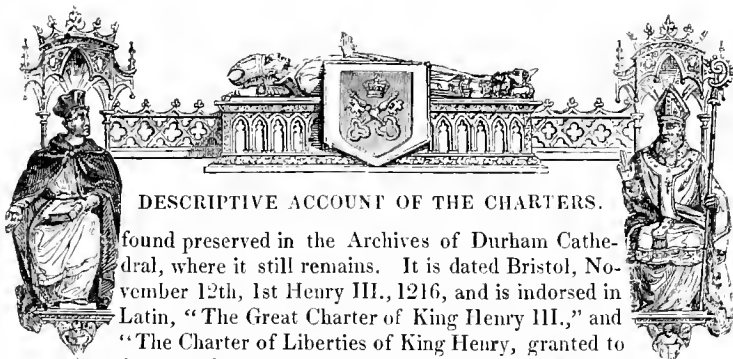 DESCRIPTIVE ACCOUNT OF THE CHARTERS.
found preserved in the Archives of Durham Cathe-
dral, where it still remains. It is dated Bristol, No-
vember 12th, 1st Henry III., 1216, and is indorsed in
Latin, "The Great Charter of King Henry III.," and
"The Charter of Liberties of King Henry, granted to